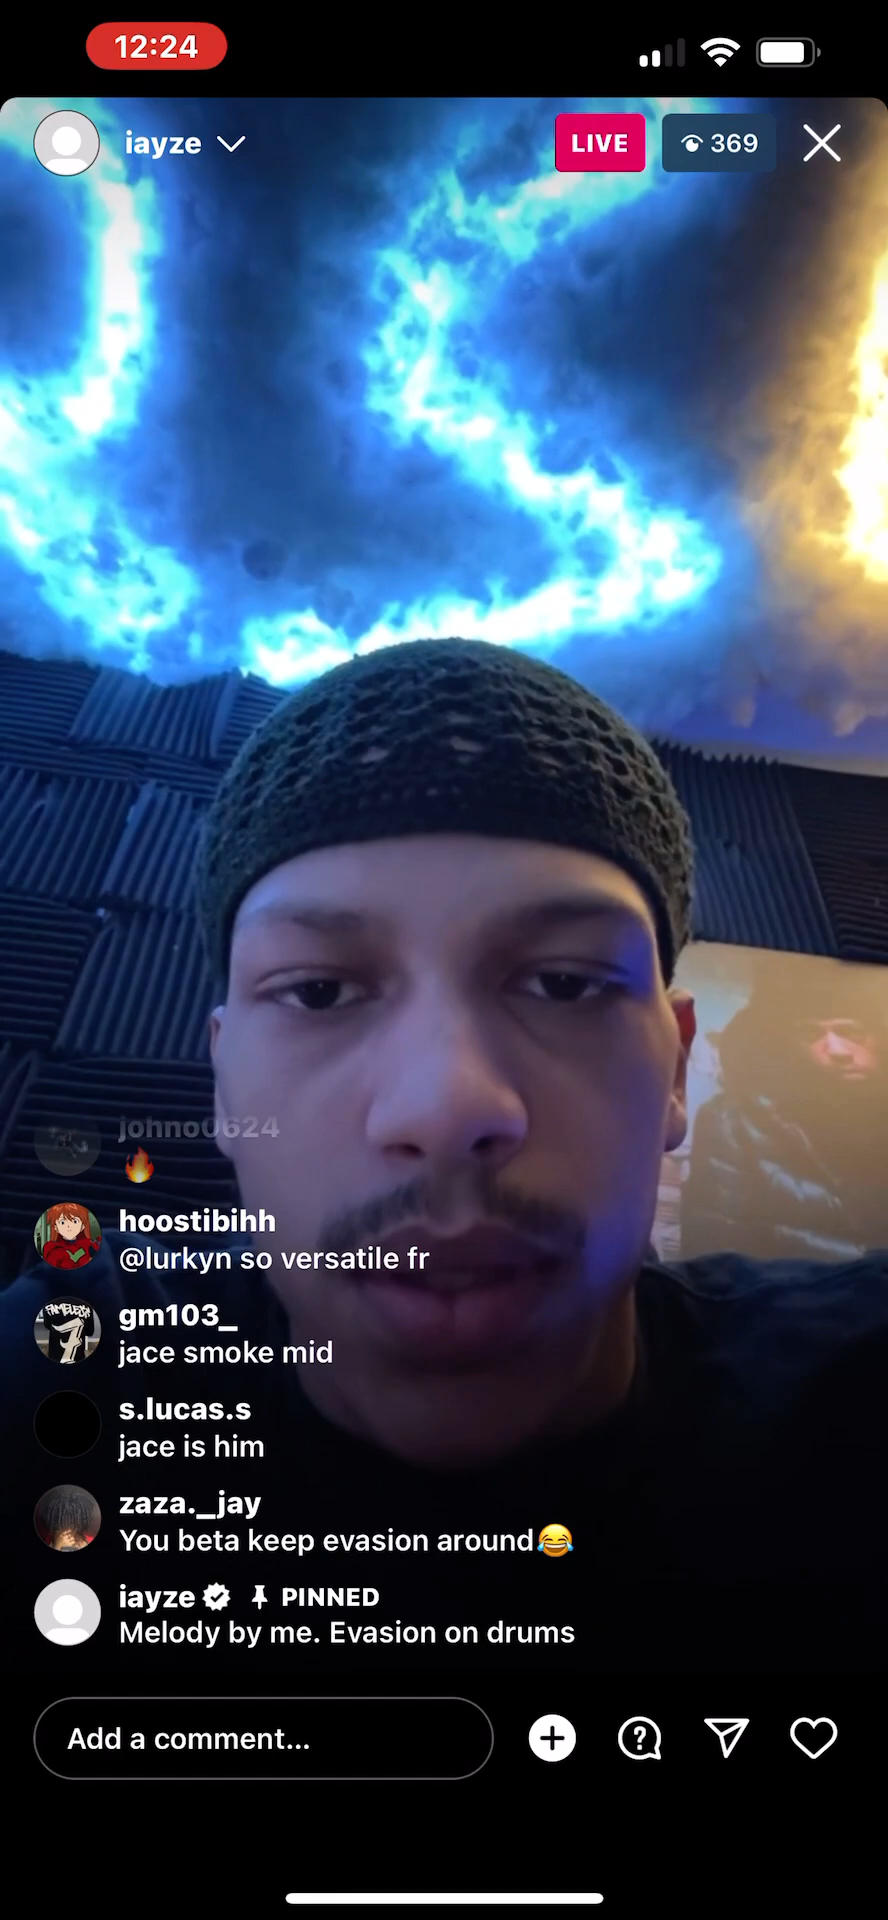 12:24
iayze
LIVE
369
johno0624
🔥
hoostibihh
@lurkyn so versatile fr
gm103_
jace smoke mid
s.lucas.s
jace is him
zaza._jay
You beta keep evasion around😂
iayze PINNED
Melody by me. Evasion on drums
Add a comment...